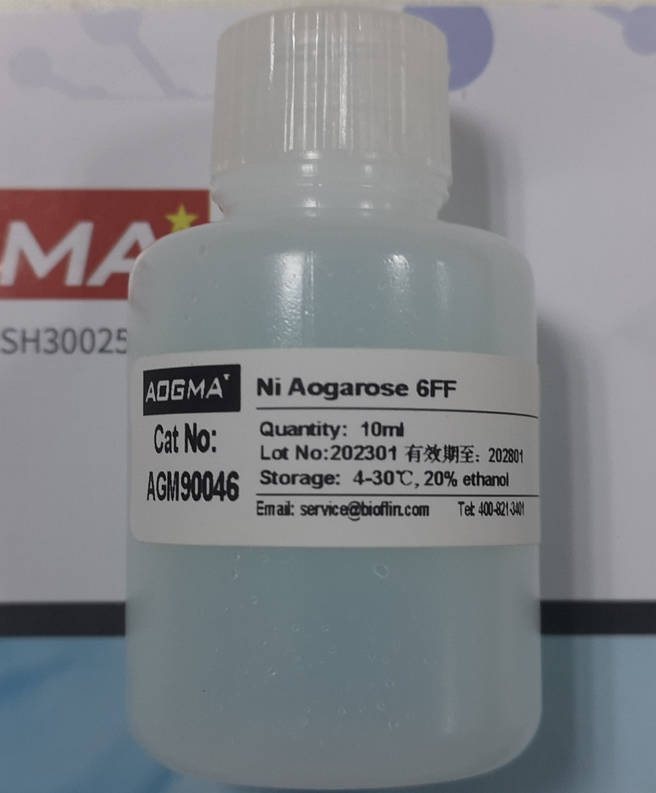 MA
SH30025
AOGMA
Cat No:
AGM90046
Ni Aogarose 6FF
Quantity: 10ml
Lot No:202301 有效期至: 202801
Storage: 4-30℃, 20% ethanol
Email: service@bioflin.com Tel: 400-821-3401